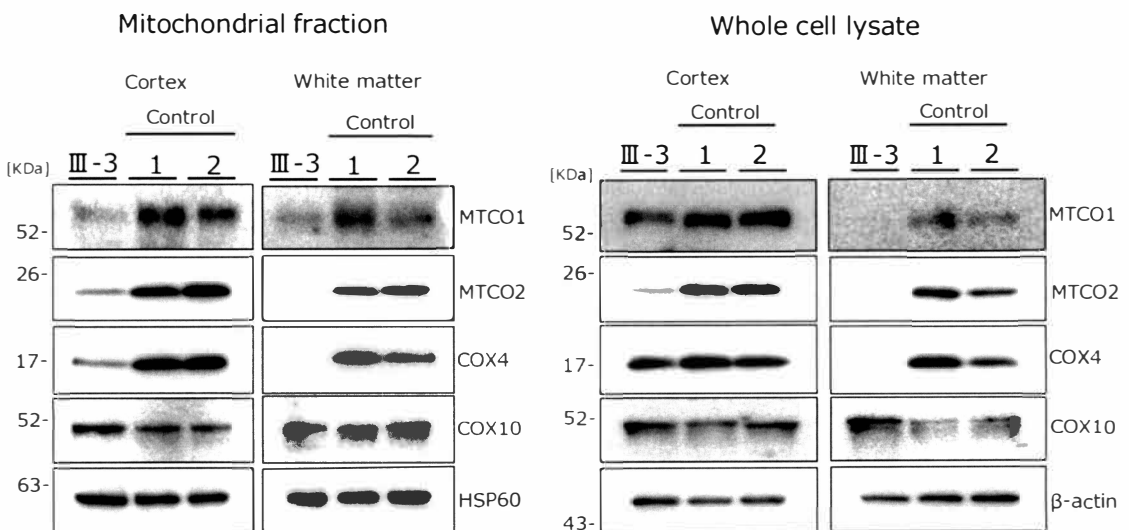 Mitochondrial fraction
Cortex
White matter
Control
Control
[KDa]
Ⅲ-3
1
2
Ⅲ-3
1
2
52-
MTCO1
26-
MTCO2
17-
COX4
52-
COX10
63-
HSP60
Whole cell lysate
Cortex
White matter
Control
Control
[KDa]
Ⅲ-3
1
2
Ⅲ-3
1
2
52-
MTCO1
26-
MTCO2
17-
COX4
52-
COX10
43-
β-actin